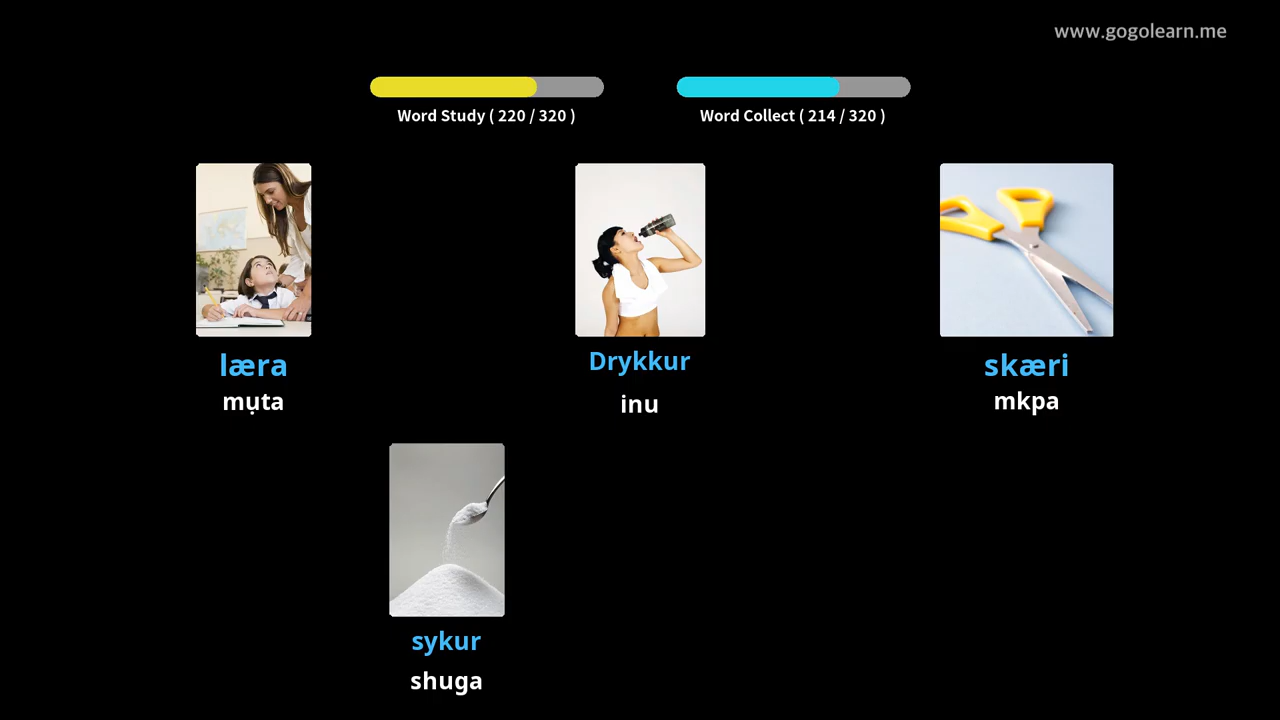 www.gogolearn.me
Word Study ( 220 / 320 )
Word Collect ( 214 / 320 )
læra
mụta
Drykkur
inu
skæri
mkpa
sykur
shuga